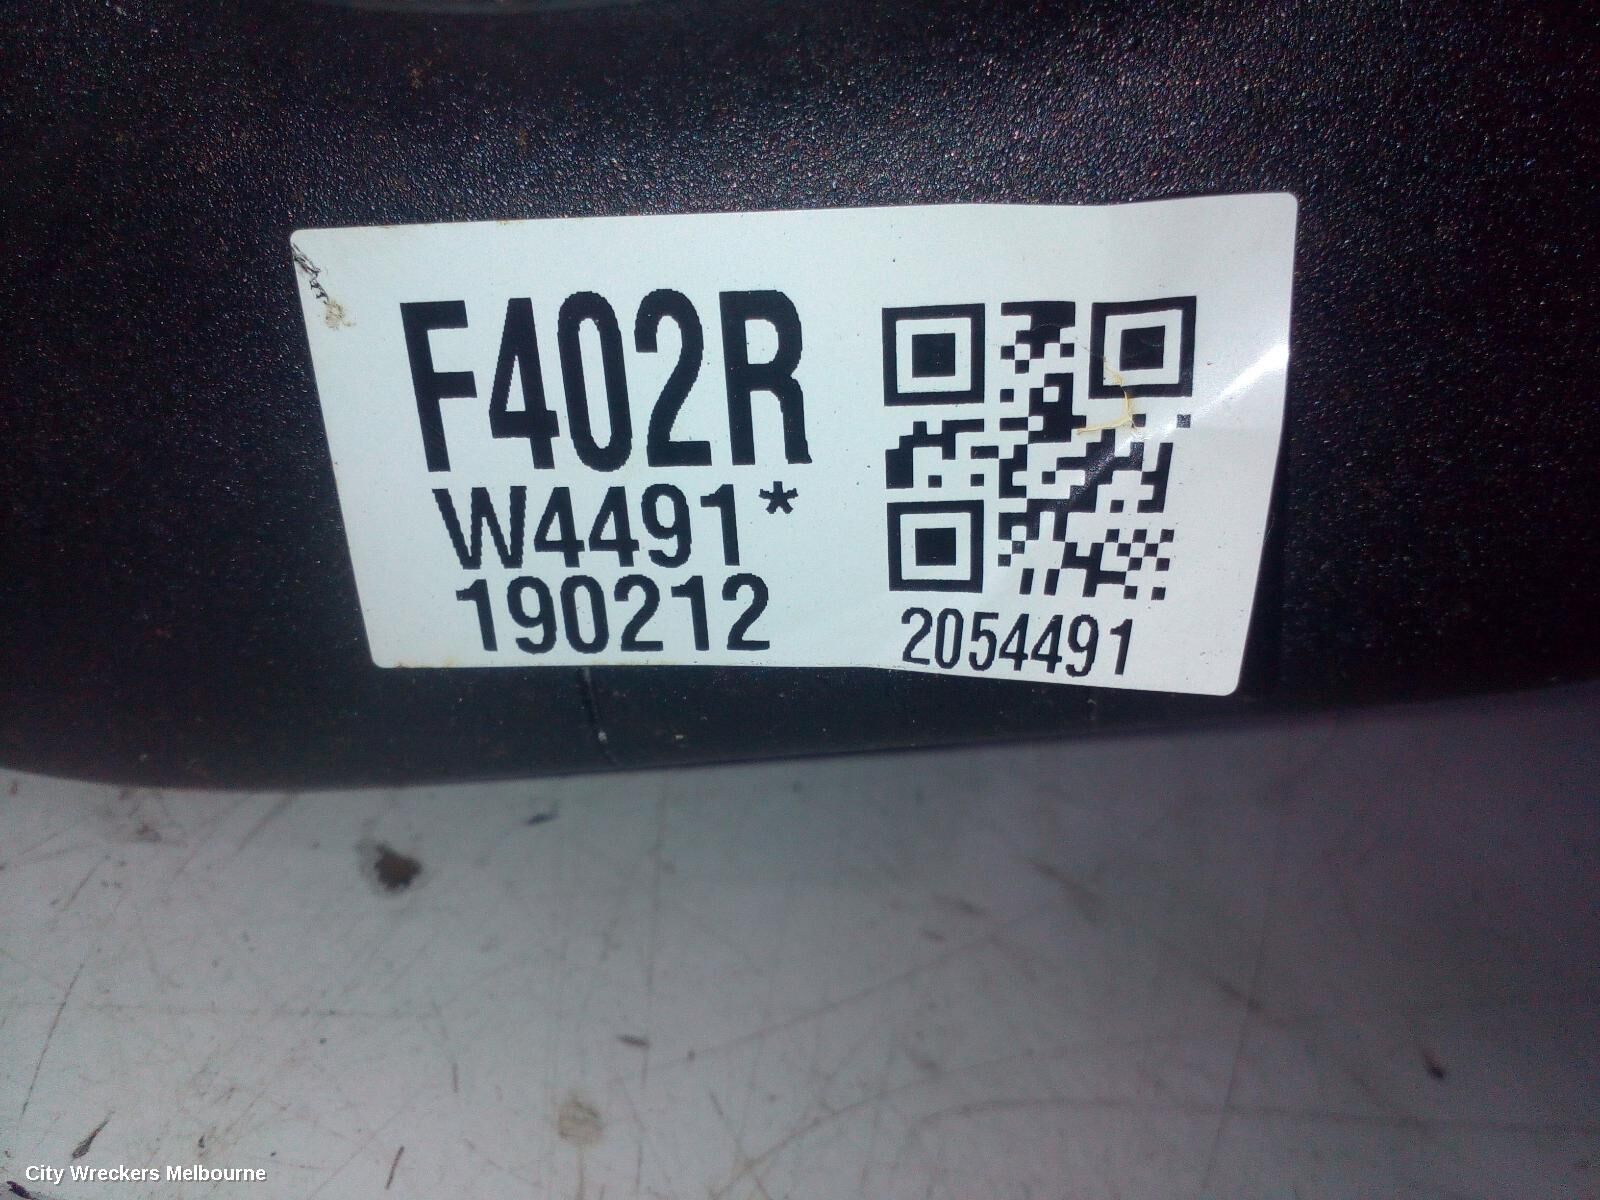 F402R
W4491*
190212
2054491
City Wreckers Melbourne